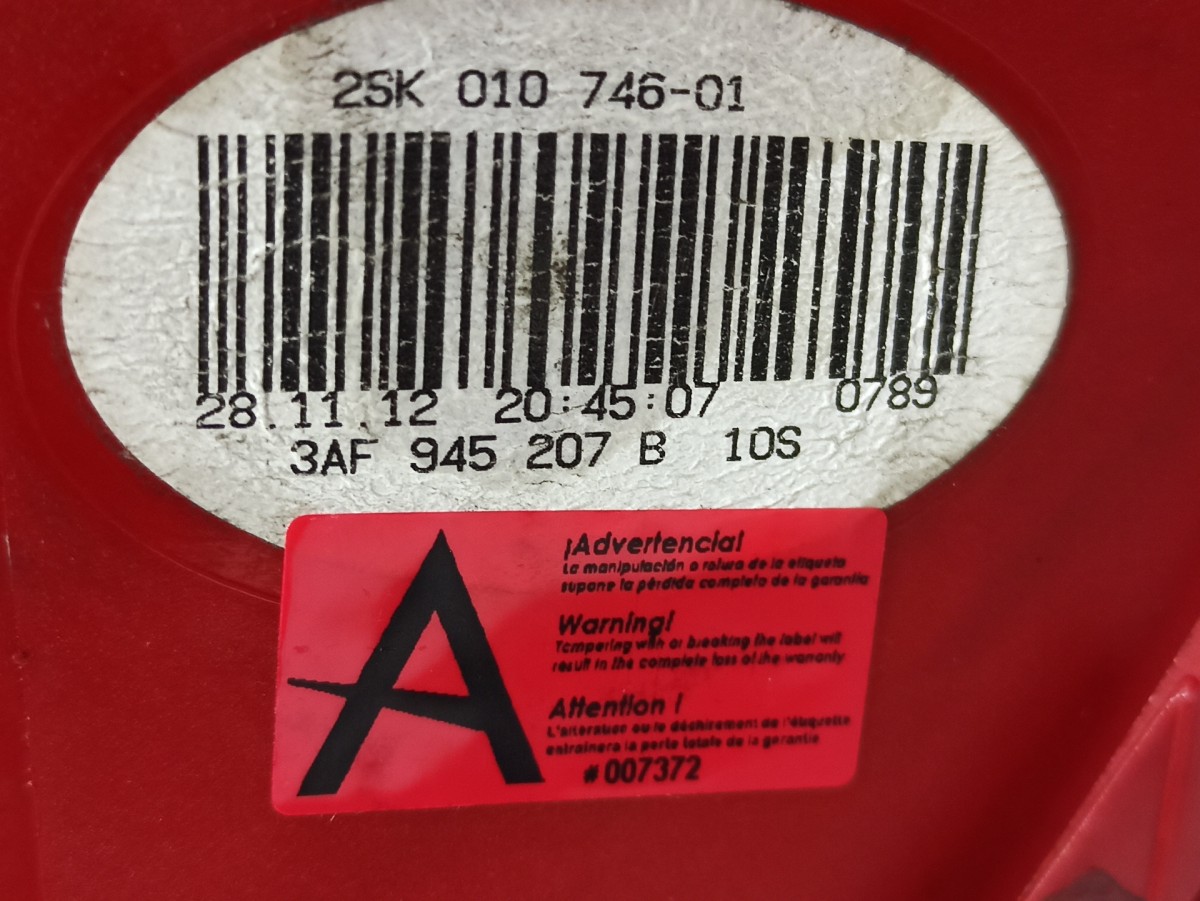 2SK 010 746-01
28.11.12 20:45:07 0789
3AF 945 207 B 10S
A
¡Advertencia!
La manipulación o rotura de la etiqueta
supone la pérdida completa de la garantía
Warning!
Tampering with or breaking the label will
result in the complete loss of the warranty
Attention !
L'altération ou le déchirement de l'étiquette
entraînera la perte totale de la garantie
#007372